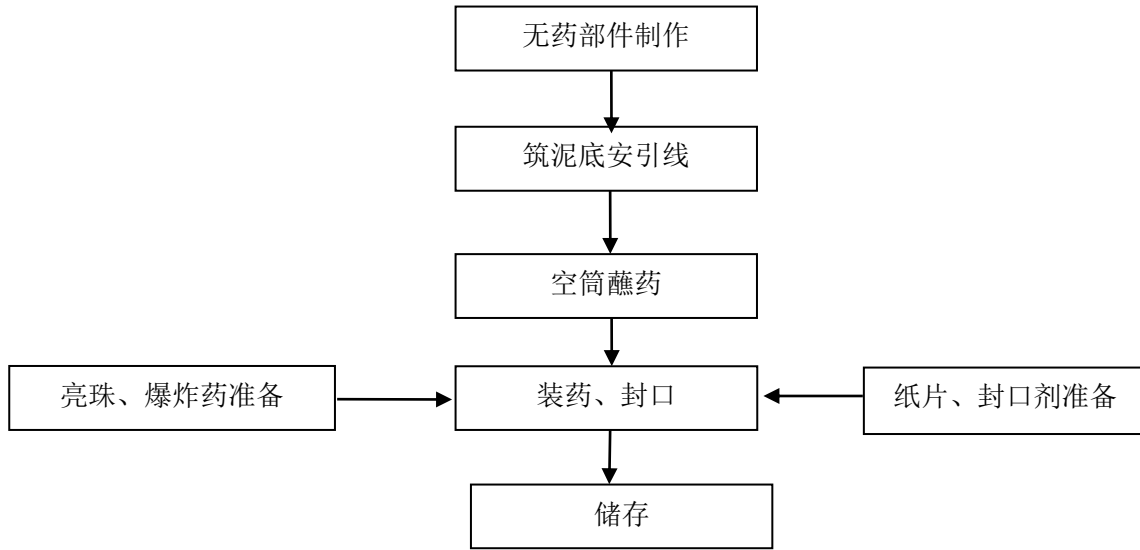 无药部件制作
筑泥底安引线
空筒蘸药
亮珠、爆炸药准备
装药、封口
纸片、封口剂准备
储存